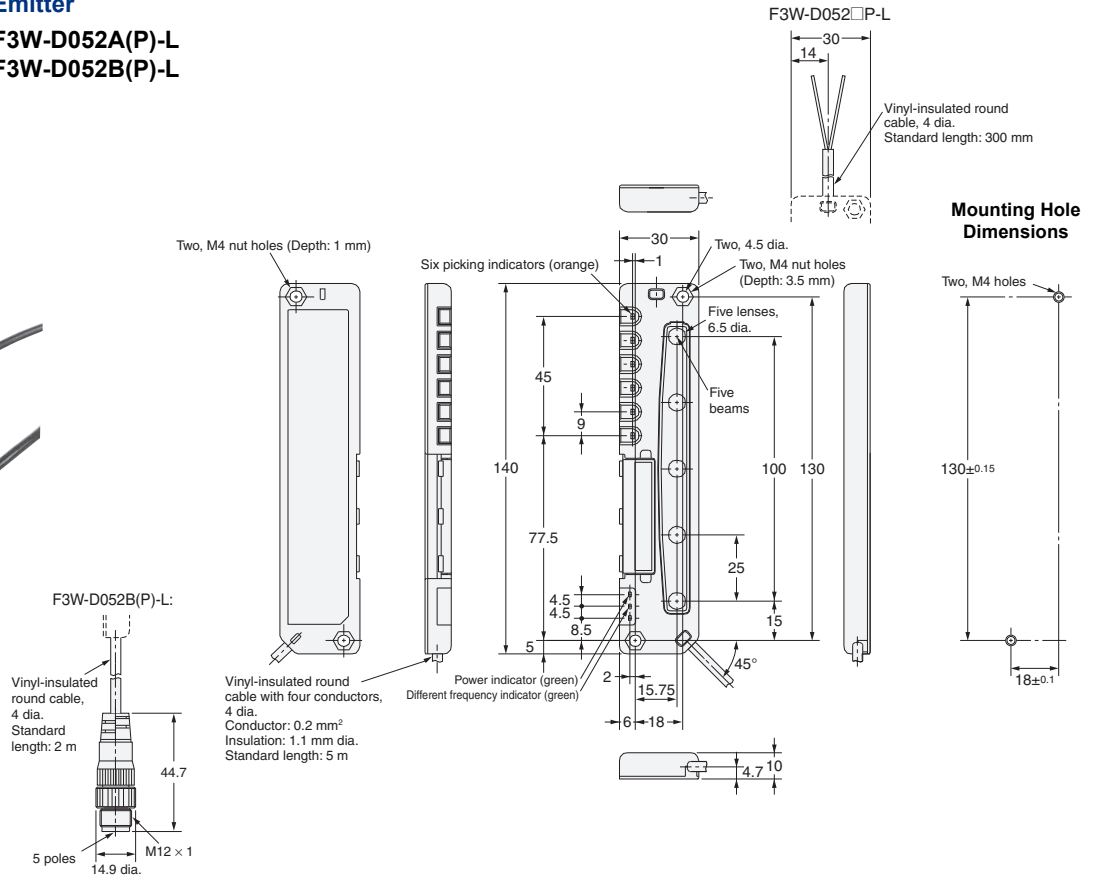 Emitter
F3W-D052A(P)-L
F3W-D052B(P)-L
F3W-D052□P-L
30
14
Vinyl-insulated round
cable, 4 dia.
Standard length: 300 mm
Mounting Hole
Dimensions
Two, M4 nut holes (Depth: 1 mm)
Six picking indicators (orange)
30
1
Two, 4.5 dia.
Two, M4 nut holes
(Depth: 3.5 mm)
Five lenses,
6.5 dia.
Five
beams
Two, M4 holes
45
9
140
77.5
100
130
25
15
4.5
4.5
8.5
5
130±0.15
18±0.1
45°
Power indicator (green)
Different frequency indicator (green)
2
15.75
6
18
4.7
10
F3W-D052B(P)-L:
Vinyl-insulated
round cable,
4 dia.
Standard
length: 2 m
44.7
5 poles
M12 × 1
14.9 dia.
Vinyl-insulated round
cable with four conductors,
4 dia.
Conductor: 0.2 mm²
Insulation: 1.1 mm dia.
Standard length: 5 m